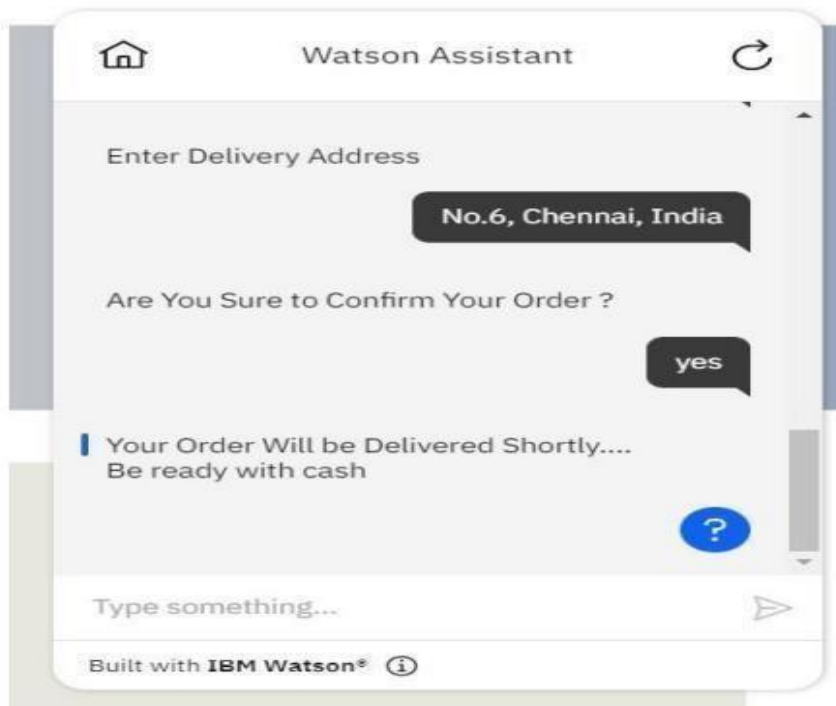 Watson Assistant
Enter Delivery Address
No.6, Chennai, India
Are You Sure to Confirm Your Order ?
yes
Your Order Will be Delivered Shortly....
Be ready with cash
?
Type something...
Built with IBM Watson®